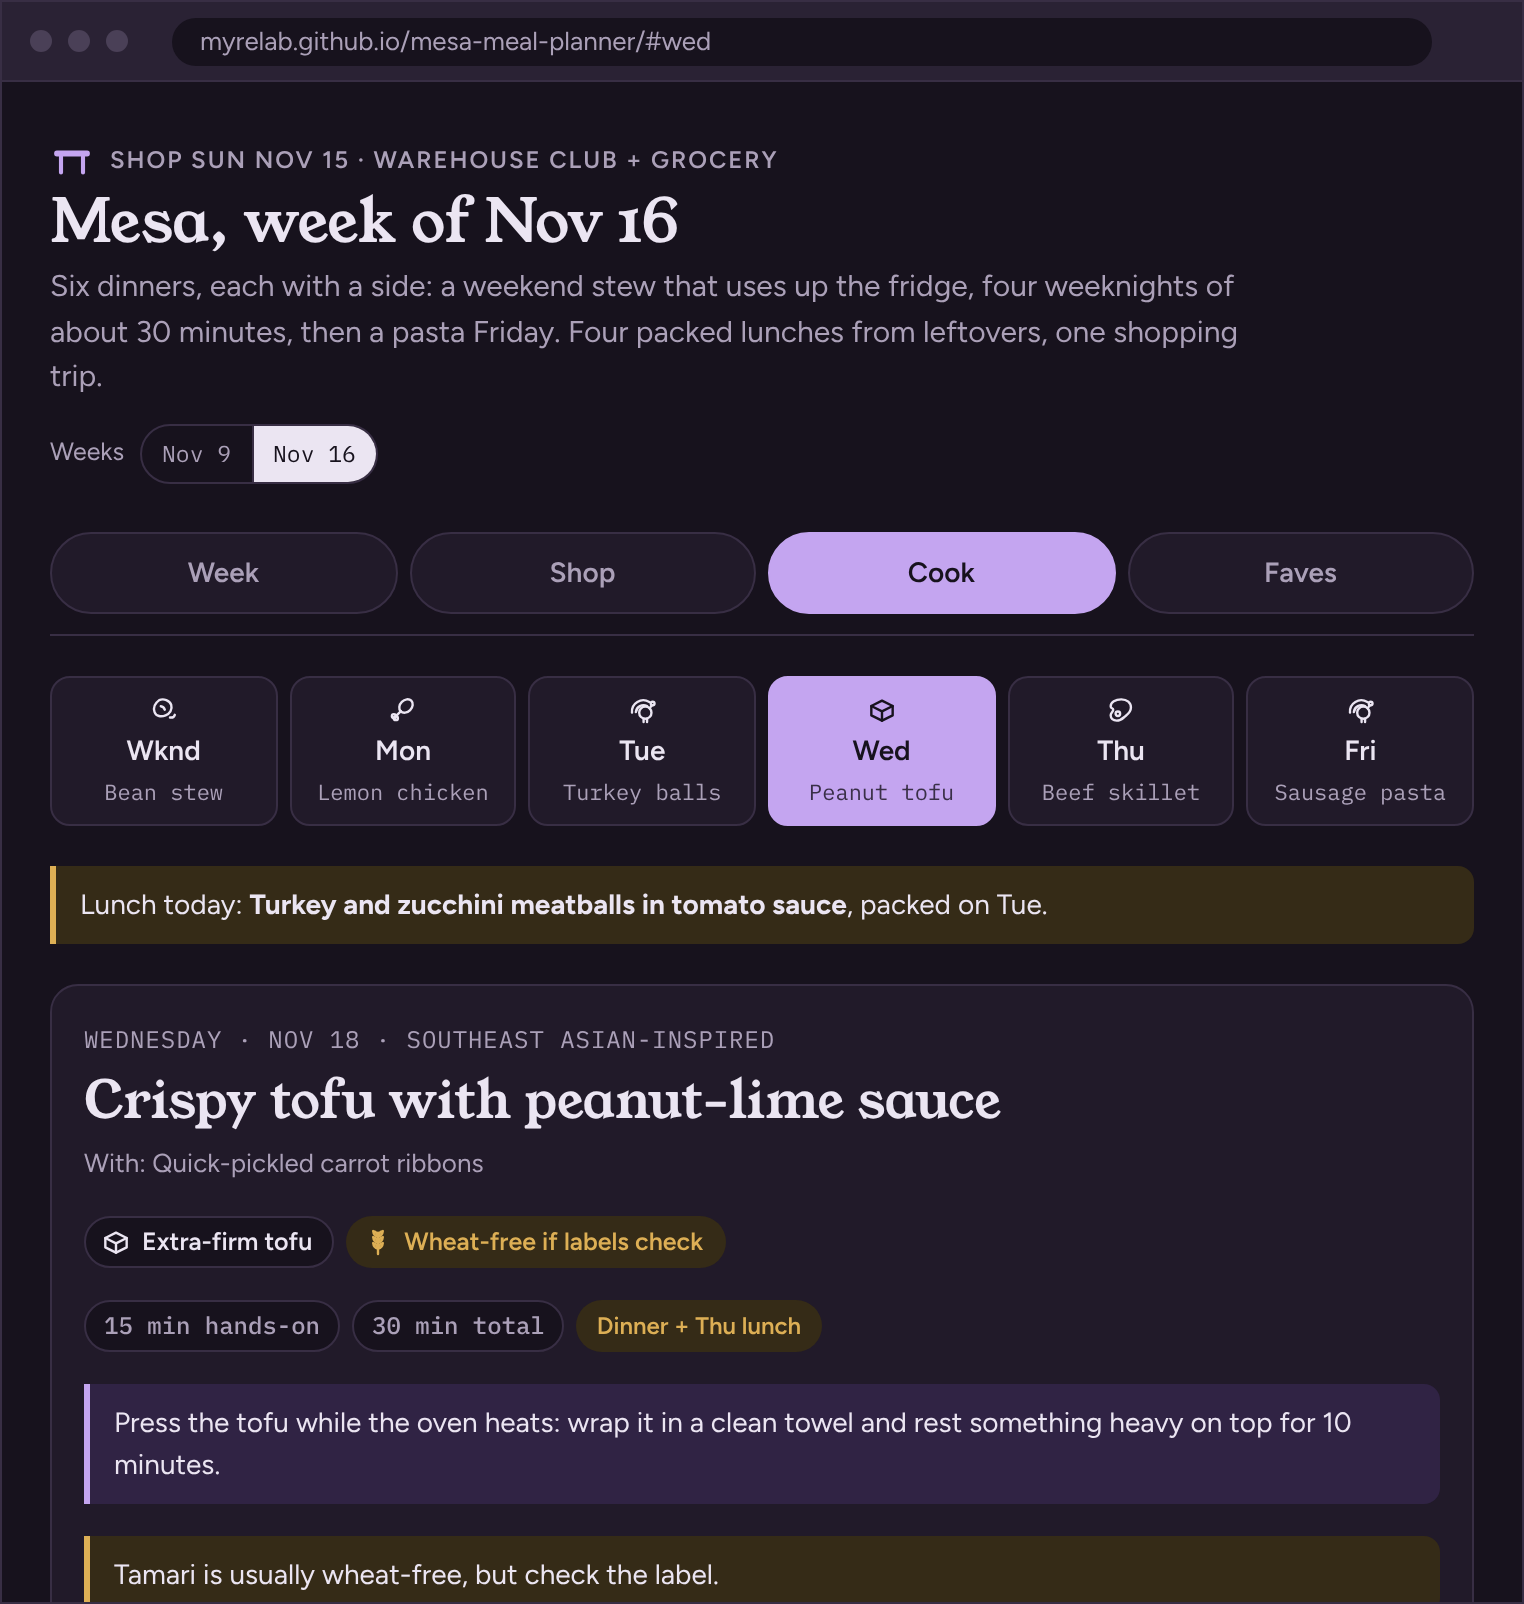 myrelab.github.io/mesa-meal-planner/#wed
SHOP SUN NOV 15 · WAREHOUSE CLUB + GROCERY
Mesa, week of Nov 16
Six dinners, each with a side: a weekend stew that uses up the fridge, four weeknights of
about 30 minutes, then a pasta Friday. Four packed lunches from leftovers, one shopping
trip.
Weeks Nov 9 Nov 16
Week Shop Cook Faves
Wknd Mon Tue Wed Thu Fri
Bean stew Lemon chicken Turkey balls Peanut tofu Beef skillet Sausage pasta
Lunch today: Turkey and zucchini meatballs in tomato sauce, packed on Tue.
WEDNESDAY · NOV 18 · SOUTHEAST ASIAN-INSPIRED
Crispy tofu with peanut-lime sauce
With: Quick-pickled carrot ribbons
Extra-firm tofu Wheat-free if labels check
15 min hands-on 30 min total Dinner + Thu lunch
Press the tofu while the oven heats: wrap it in a clean towel and rest something heavy on top for 10
minutes.
Tamari is usually wheat-free, but check the label.